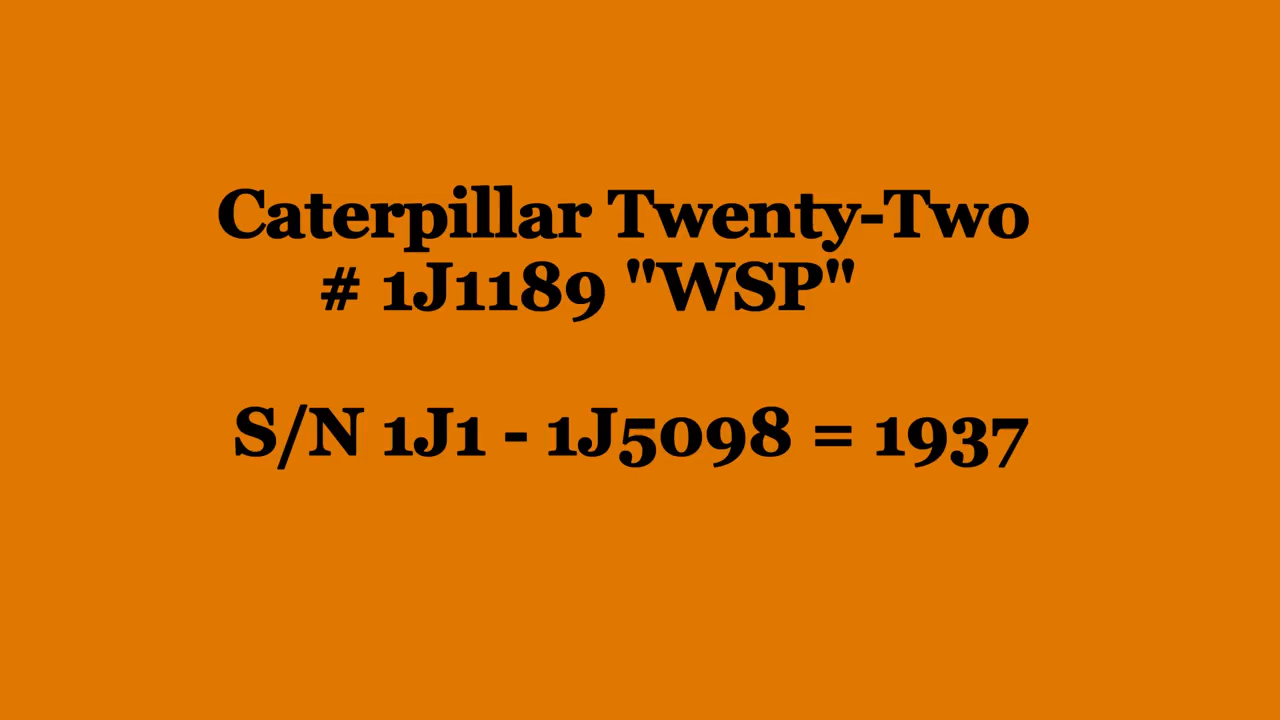 Caterpillar Twenty-Two
# 1J1189 "WSP"
S/N 1J1 - 1J5098 = 1937